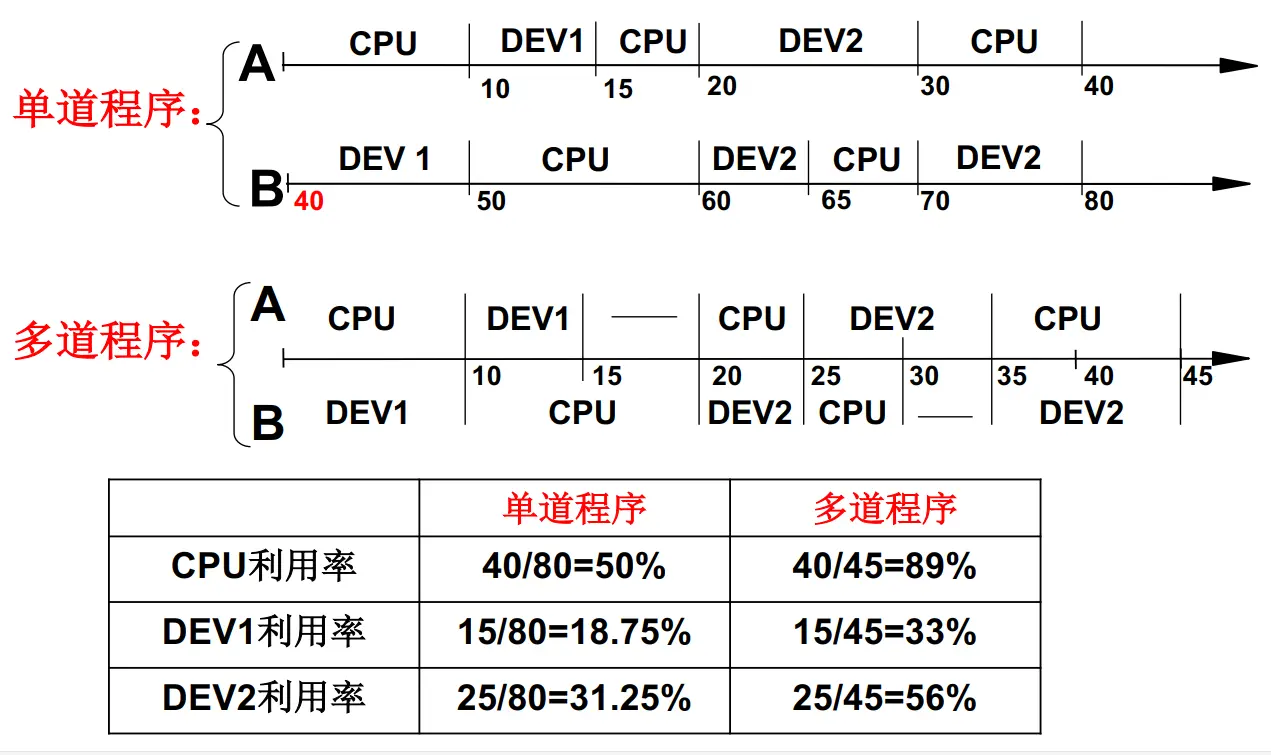 单道程序：
A CPU DEV1 CPU DEV2 CPU
10 15 20 30 40
B DEV 1 CPU DEV2 CPU DEV2
40 50 60 65 70 80
多道程序：
A CPU DEV1 CPU DEV2 CPU
10 15 20 25 30 35 40 45
B DEV1 CPU DEV2 CPU DEV2
单道程序 多道程序
CPU利用率 40/80=50% 40/45=89%
DEV1利用率 15/80=18.75% 15/45=33%
DEV2利用率 25/80=31.25% 25/45=56%